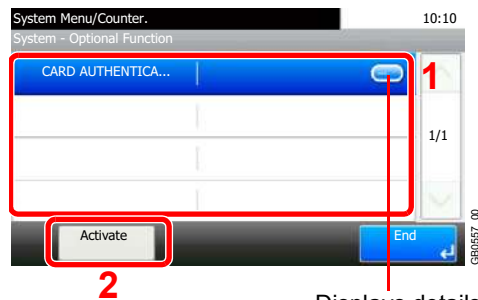 System Menu/Counter.
10:10
System - Optional Function
CARD AUTHENTICA...
1
1/1
Activate
End
2
GB0557_00
Displays details